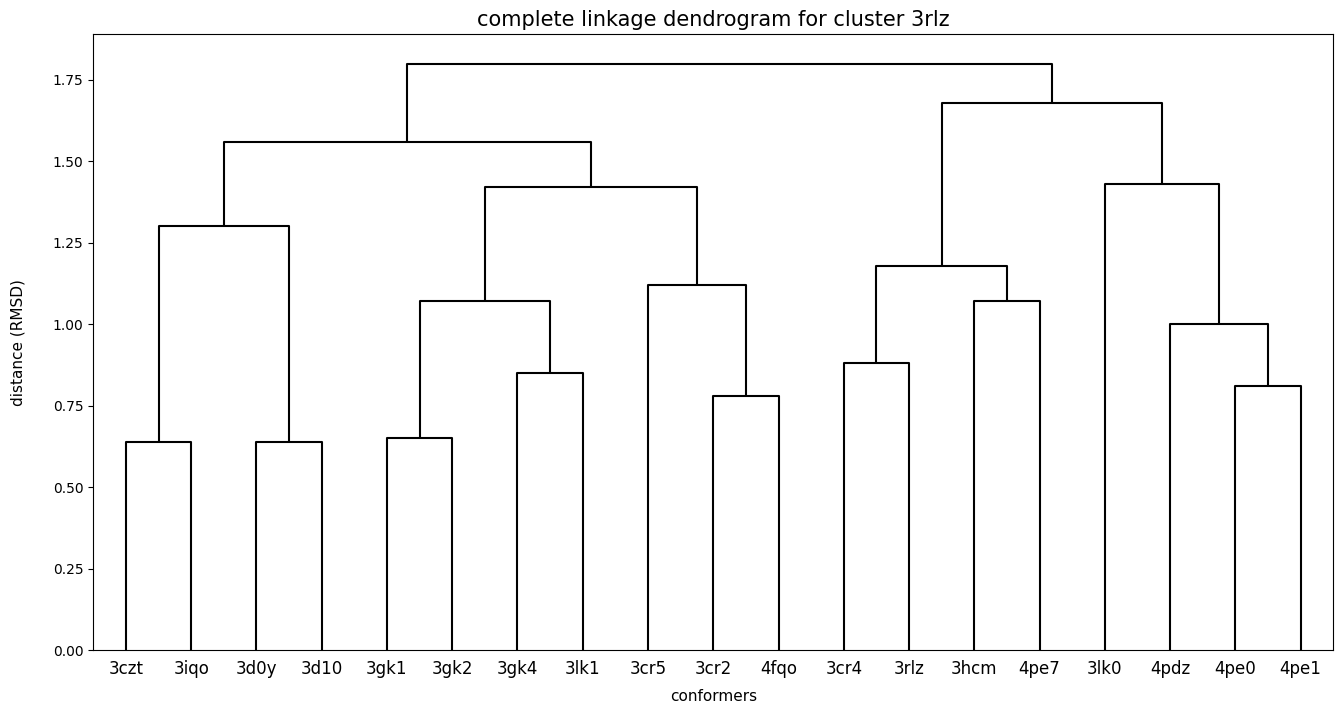 complete linkage dendrogram for cluster 3rlz
distance (RMSD)
1.75
1.50
1.25
1.00
0.75
0.50
0.25
0.00
3czt 3iqo 3d0y 3d10 3gk1 3gk2 3gk4 3lk1 3cr5 3cr2 4fqo 3cr4 3rlz 3hcm 4pe7 3lk0 4pdz 4pe0 4pe1
conformers